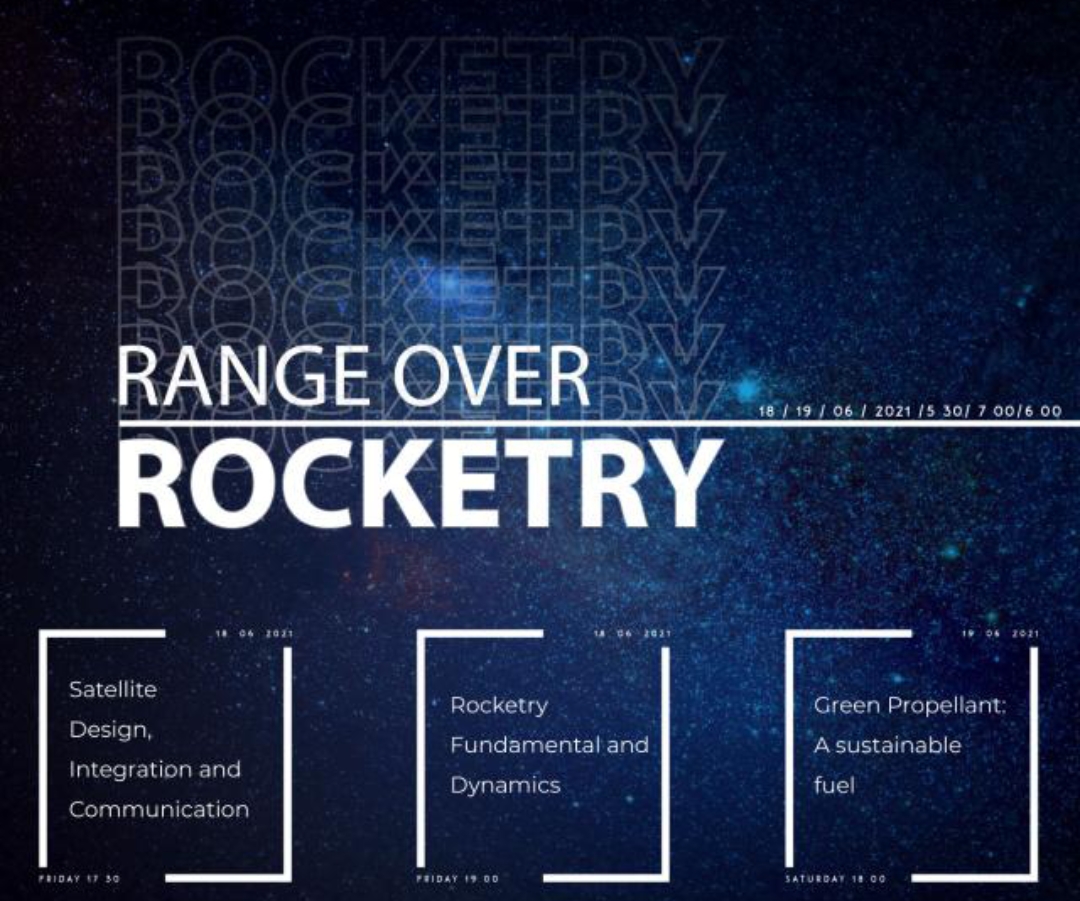 ROCKETRY
ROCKETRY
ROCKETRY
ROCKETRY
ROCKETRY
ROCKETRY
ROCKETRY
RANGE OVER
18 / 19 / 06 / 2021 /5 30/ 7 00/6 00
ROCKETRY
18 06 2021
Satellite
Design,
Integration and
Communication
FRIDAY 17 30
18 06 2021
Rocketry
Fundamental and
Dynamics
FRIDAY 19 00
19 06 2021
Green Propellant:
A sustainable
fuel
SATURDAY 18 00